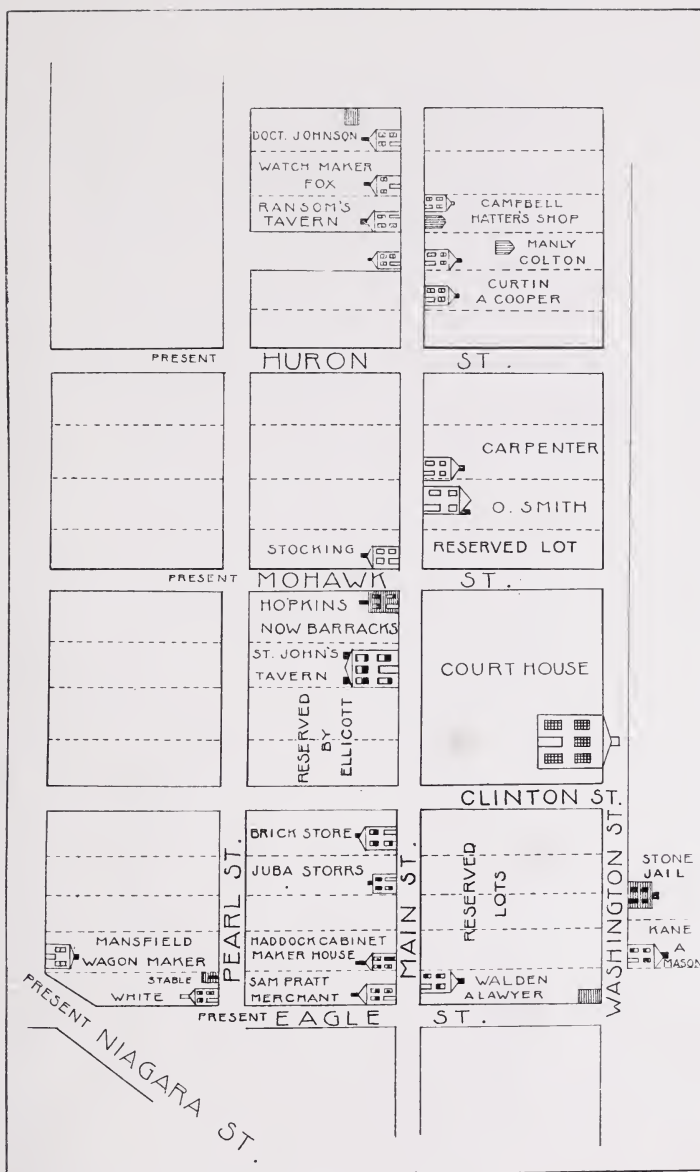 DOCT. JOHNSON
WATCH MAKER
FOX
RANSOM'S
TAVERN
CAMPBELL
HATTER'S SHOP
MANLY
COLTON
CURTIN
A COOPER
PRESENT HURON ST.
CARPENTER
O. SMITH
STOCKING
RESERVED LOT
PRESENT MOHAWK ST.
HOPKINS
NOW BARRACKS
ST. JOHN'S
TAVERN
COURT HOUSE
RESERVED
BY
ELLICOTT
CLINTON ST.
BRICK STORE
JUBA STORRS
PEARL ST.
MAIN ST.
RESERVED
LOTS
WASHINGTON ST.
STONE
JAIL
KANE
A
MASON
MANSFIELD
WAGON MAKER
STABLE
WHITE
HADDOCK CABINET
MAKER HOUSE
SAM PRATT
MERCHANT
WALDEN
A LAWYER
PRESENT EAGLE ST.
PRESENT NIAGARA ST.